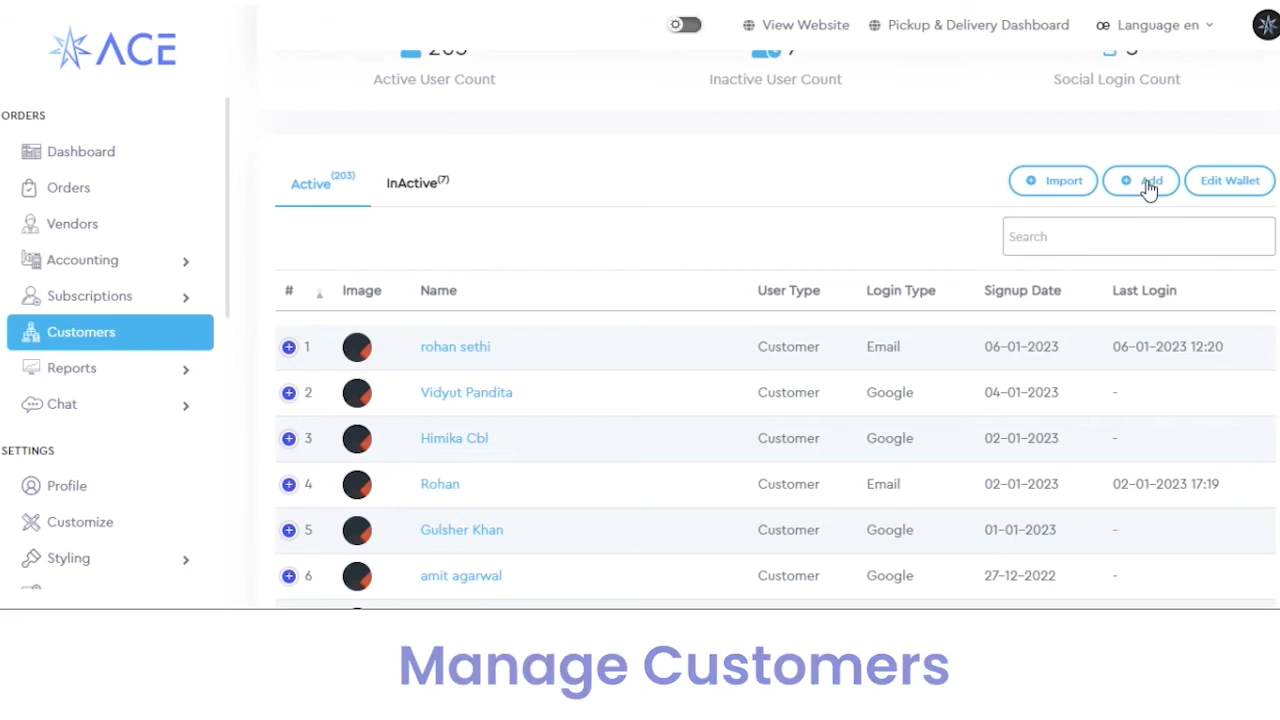 ACE
View Website
Pickup & Delivery Dashboard
Language en
Active User Count
Inactive User Count
Social Login Count
ORDERS
Dashboard
Orders
Vendors
Accounting
Subscriptions
Customers
Reports
Chat
SETTINGS
Profile
Customize
Styling
Active (203)
InActive(7)
Import
Add
Edit Wallet
Search
# Image Name User Type Login Type Signup Date Last Login
1 rohan sethi Customer Email 06-01-2023 06-01-2023 12:20
2 Vidyut Pandita Customer Google 04-01-2023 -
3 Himika Cbl Customer Google 02-01-2023 -
4 Rohan Customer Email 02-01-2023 02-01-2023 17:19
5 Gulsher Khan Customer Google 01-01-2023 -
6 amit agarwal Customer Google 27-12-2022 -
Manage Customers